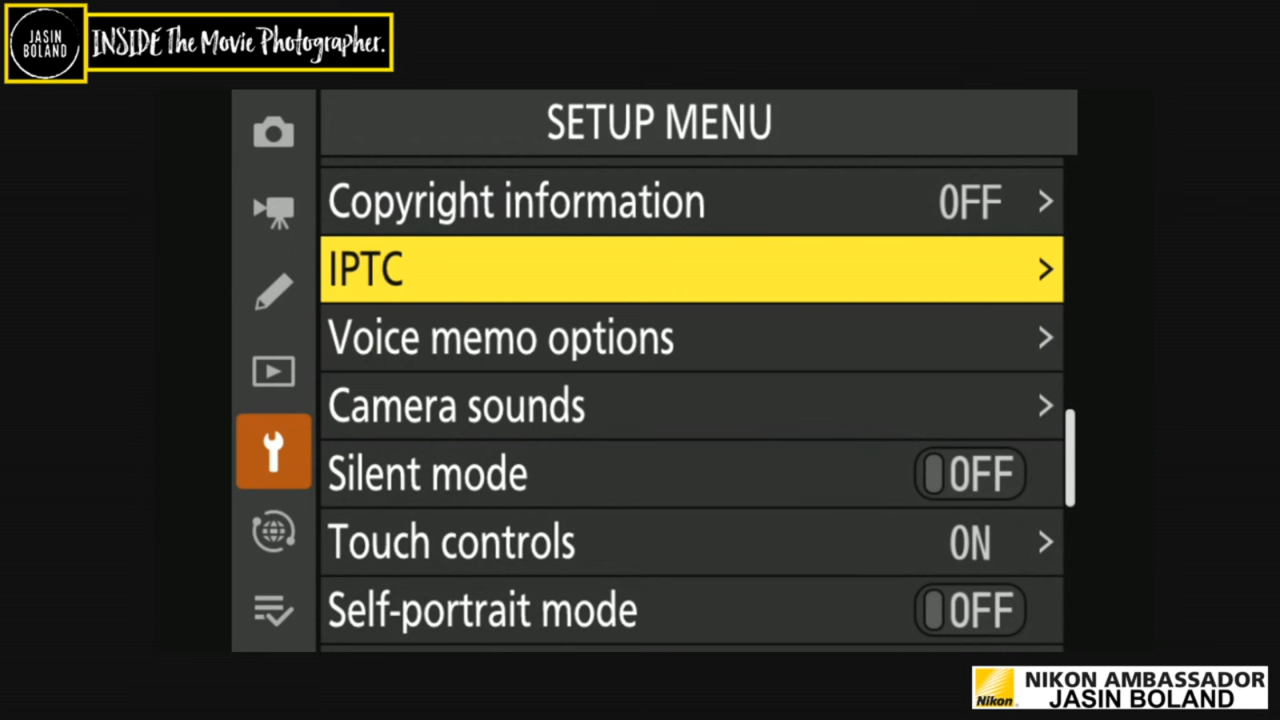 JASIN
BOLAND
INSIDE The Movie Photographer.
SETUP MENU
Copyright information OFF >
IPTC >
Voice memo options >
Camera sounds >
Silent mode OFF
Touch controls ON >
Self-portrait mode OFF
Nikon
NIKON AMBASSADOR
JASIN BOLAND